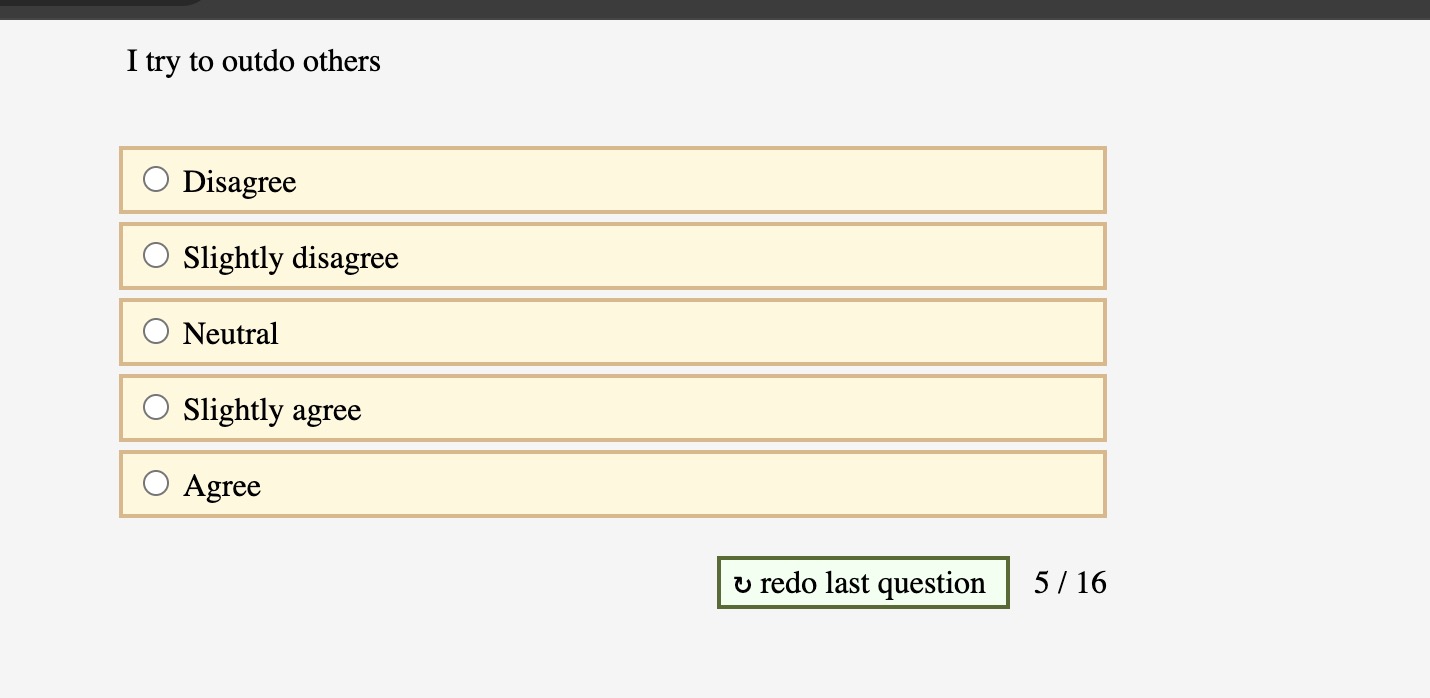 I try to outdo others
Disagree
Slightly disagree
Neutral
Slightly agree
Agree
↻ redo last question 5 / 16